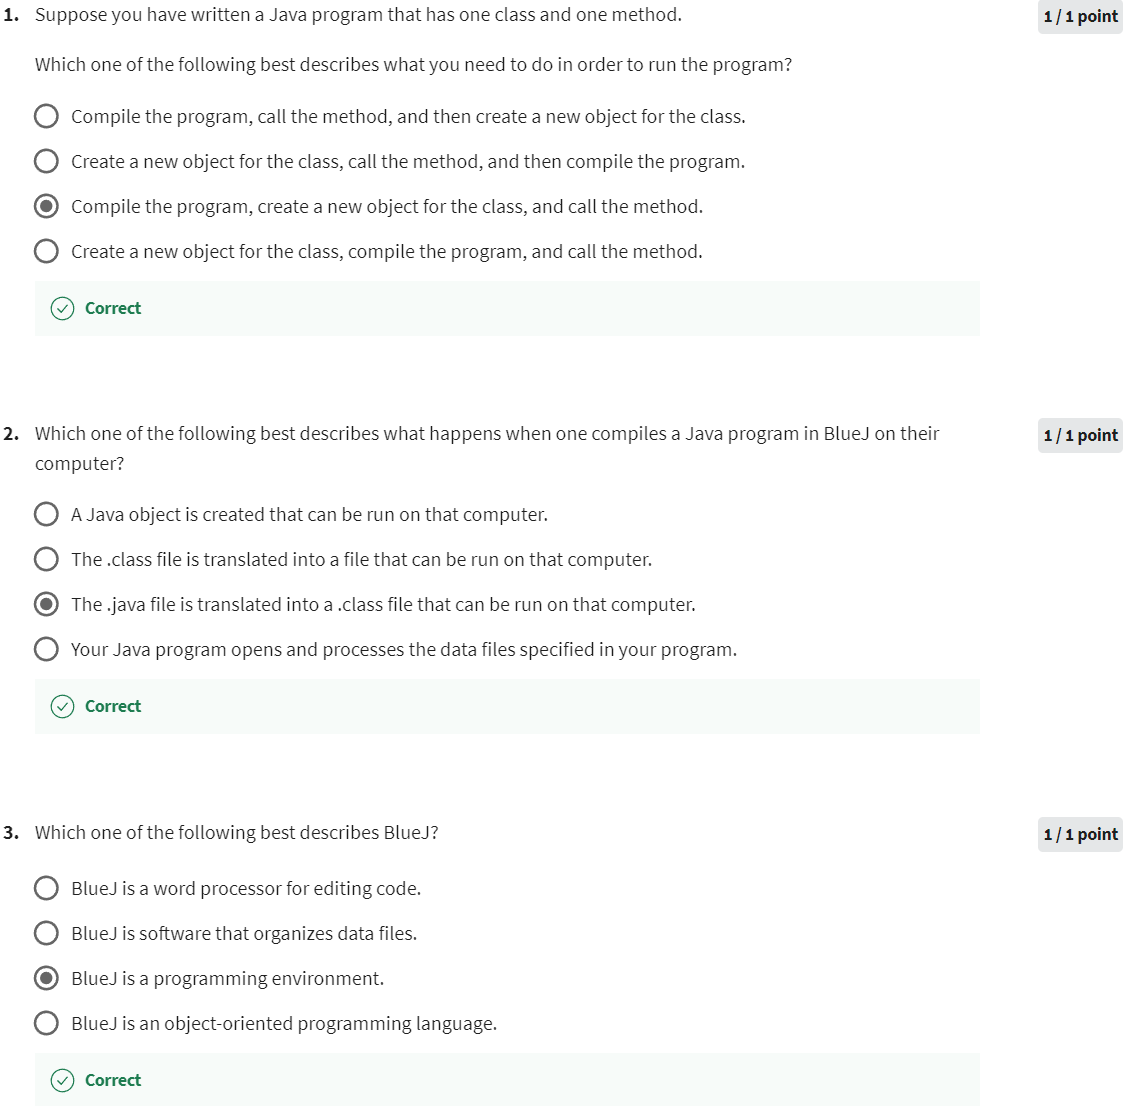 1. Suppose you have written a Java program that has one class and one method.
1 / 1 point
Which one of the following best describes what you need to do in order to run the program?
Compile the program, call the method, and then create a new object for the class.
Create a new object for the class, call the method, and then compile the program.
Compile the program, create a new object for the class, and call the method.
Create a new object for the class, compile the program, and call the method.
Correct
2. Which one of the following best describes what happens when one compiles a Java program in BlueJ on their
1 / 1 point
computer?
A Java object is created that can be run on that computer.
The .class file is translated into a file that can be run on that computer.
The .java file is translated into a .class file that can be run on that computer.
Your Java program opens and processes the data files specified in your program.
Correct
3. Which one of the following best describes BlueJ?
1 / 1 point
BlueJ is a word processor for editing code.
BlueJ is software that organizes data files.
BlueJ is a programming environment.
BlueJ is an object-oriented programming language.
Correct